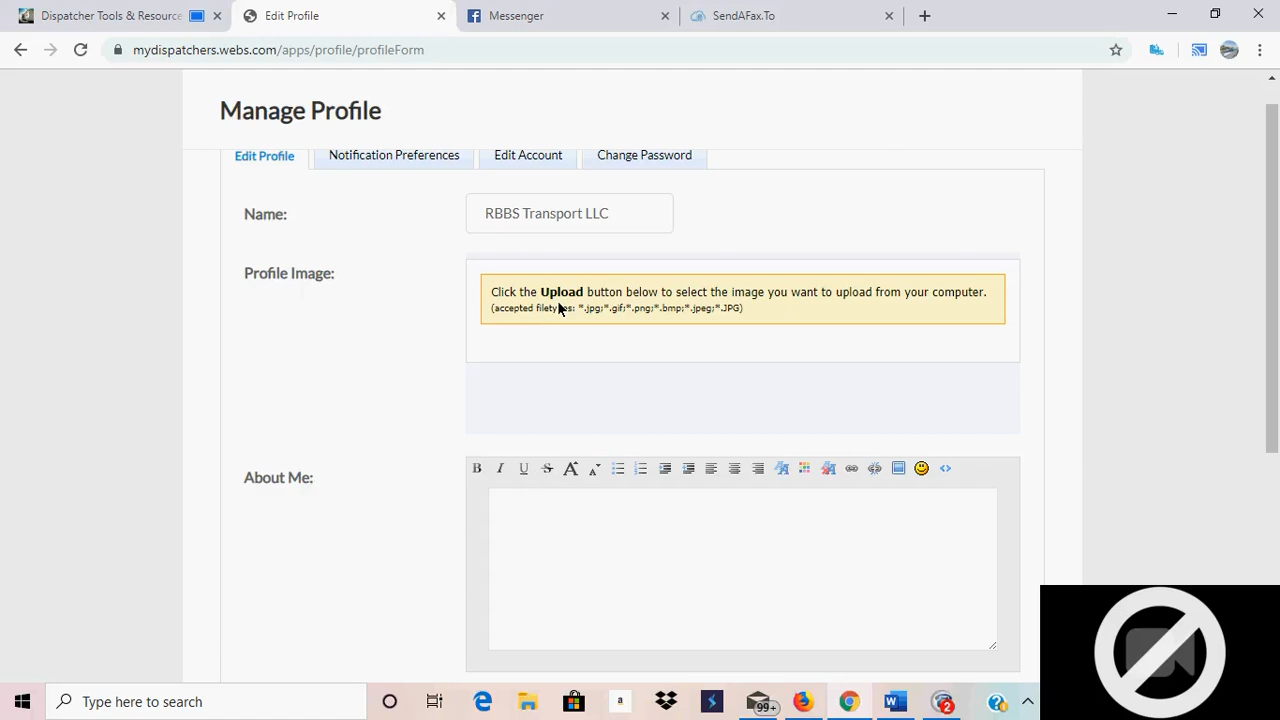 Dispatcher Tools & Resource
Edit Profile
Messenger
SendAFax.To
mydispatchers.webs.com/apps/profile/profileForm
Manage Profile
Edit Profile
Notification Preferences
Edit Account
Change Password
Name:
RBBS Transport LLC
Profile Image:
Click the Upload button below to select the image you want to upload from your computer.
(accepted filetypes: *.jpg;*.gif;*.png;*.bmp;*.jpeg;*.JPG)
About Me:
B I U
Type here to search
a
99+
2